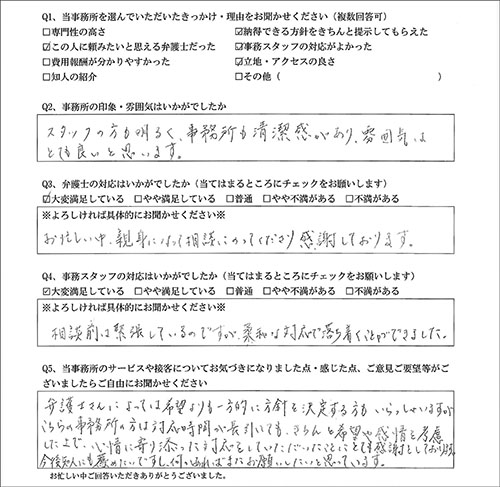 Q1、当事務所を選んでいただいたきっかけ・理由をお聞かせください（複数回答可）
□専門性の高さ ☑納得できる方針をきちんと提示してもらえた
☑この人に頼みたいと思える弁護士だった ☑事務スタッフの対応がよかった
□費用報酬が分かりやすかった ☑立地・アクセスの良さ
□知人の紹介 □その他（ ）
Q2、事務所の印象・雰囲気はいかがでしたか
スタッフの方も明るく、事務所も清潔感があり、雰囲気は
とても良いと思います。
Q3、弁護士の対応はいかがでしたか（当てはまるところにチェックをお願いします）
☑大変満足している □やや満足している □普通 □やや不満がある □不満がある
※よろしければ具体的にお聞かせください※
お忙しい中、親身になって相談にのってくださり感謝しております。
Q4、事務スタッフの対応はいかがでしたか（当てはまるところにチェックをお願いします）
☑大変満足している □やや満足している □普通 □やや不満がある □不満がある
※よろしければ具体的にお聞かせください※
相談前は緊張しているのですが、柔和な対応で落ち着くことができました。
Q5、当事務所のサービスや接客についてお気づきになりました点・感じた点、ご意見ご要望等がご
ざいましたらご自由にお聞かせください
弁護士さんによっては希望よりも一方的に方針を決定する方もいらっしゃいますが
こちらの事務所の方は対応時間が長引いても、きちんと希望や感情を考慮
した上で、心情に寄り添った対応をしていただいたことにとても感謝しております。
今後知人にも薦めたいですし、何かあればまたお願いしたいと思っています。
お忙しい中ご回答いただきありがとうございました。